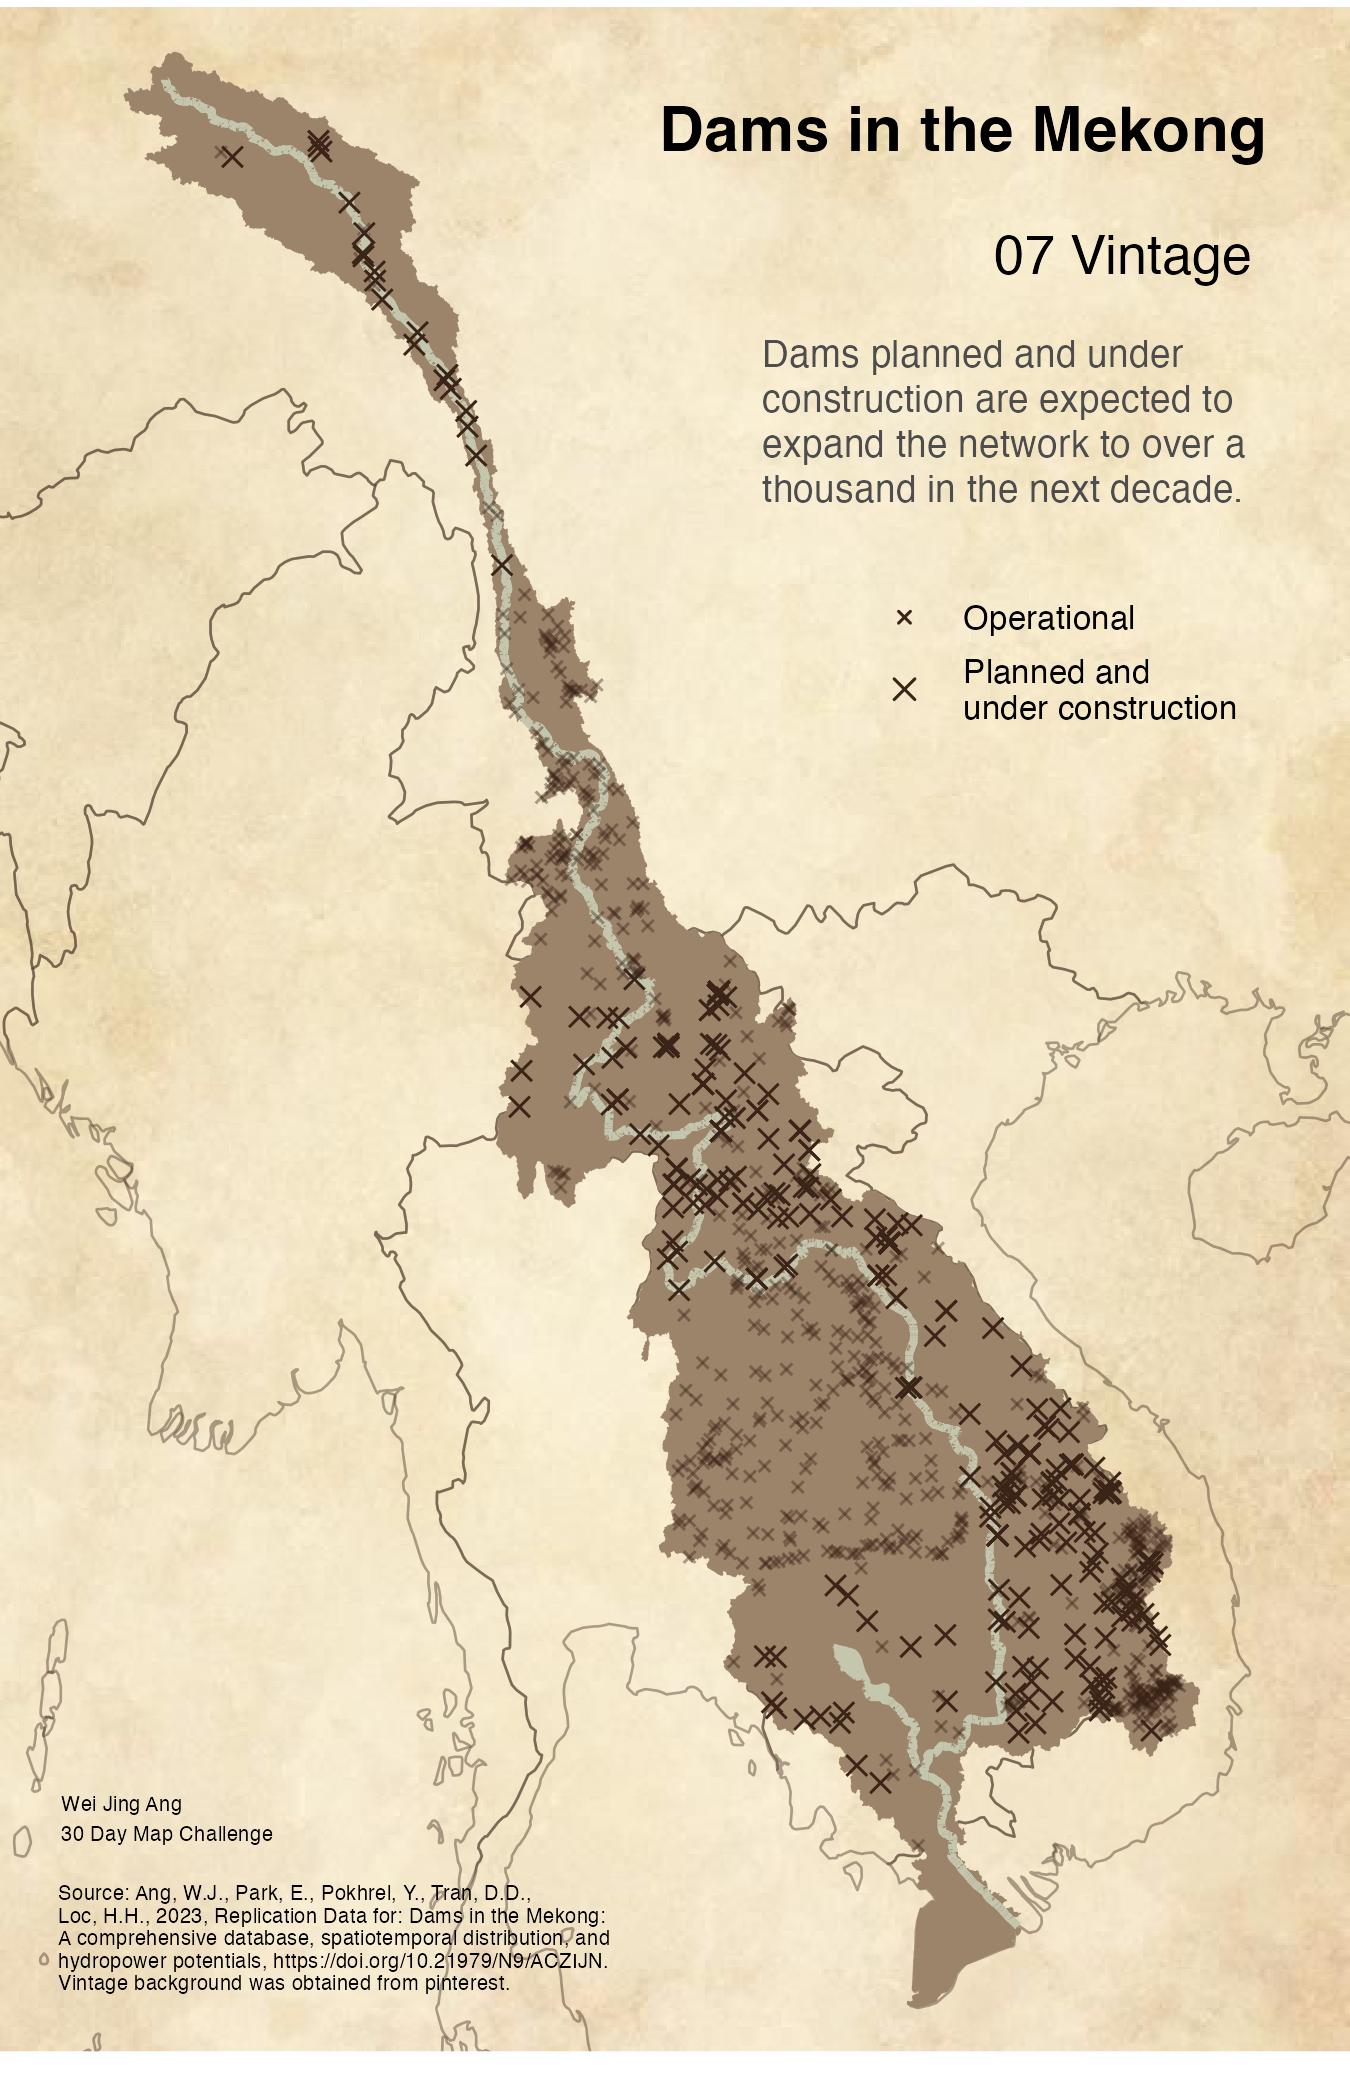 Dams in the Mekong
07 Vintage
Dams planned and under
construction are expected to
expand the network to over a
thousand in the next decade.
Operational
Planned and
under construction
Wei Jing Ang
30 Day Map Challenge
Source: Ang, W.J., Park, E., Pokhrel, Y., Tran, D.D.,
Loc, H.H., 2023, Replication Data for: Dams in the Mekong:
A comprehensive database, spatiotemporal distribution, and
hydropower potentials, https://doi.org/10.21979/N9/ACZIJN.
Vintage background was obtained from pinterest.